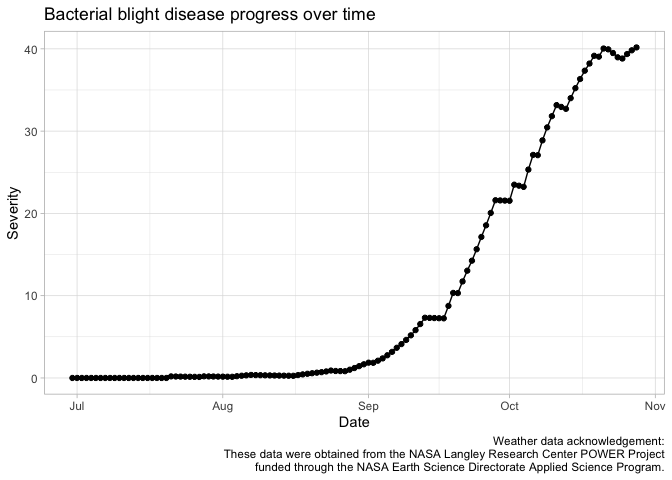 Bacterial blight disease progress over time
40
30
20
10
0
Severity
Jul Aug Sep Oct Nov
Date
Weather data acknowledgement:
These data were obtained from the NASA Langley Research Center POWER Project
funded through the NASA Earth Science Directorate Applied Science Program.